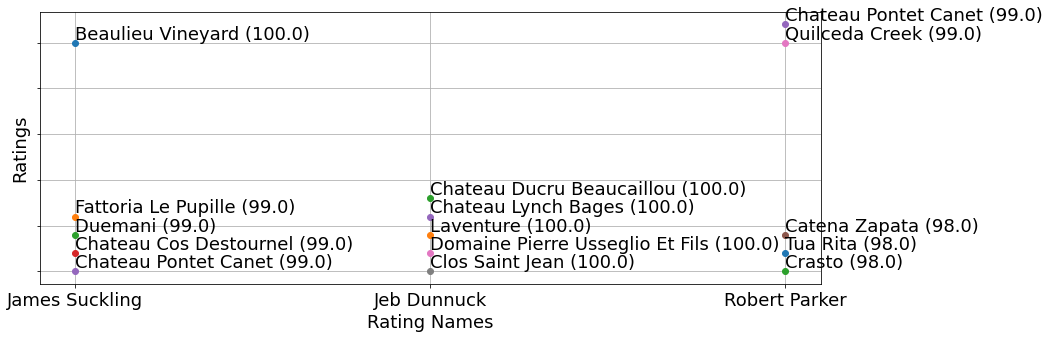 Chateau Pontet Canet (99.0)
Beaulieu Vineyard (100.0)
Quilceda Creek (99.0)
Ratings
Chateau Ducru Beaucaillou (100.0)
Fattoria Le Pupille (99.0)
Chateau Lynch Bages (100.0)
Duemani (99.0)
Laventure (100.0)
Catena Zapata (98.0)
Chateau Cos Destournel (99.0)
Domaine Pierre Usseglio Et Fils (100.0)
Tua Rita (98.0)
Chateau Pontet Canet (99.0)
Clos Saint Jean (100.0)
Crasto (98.0)
James Suckling
Jeb Dunnuck
Robert Parker
Rating Names